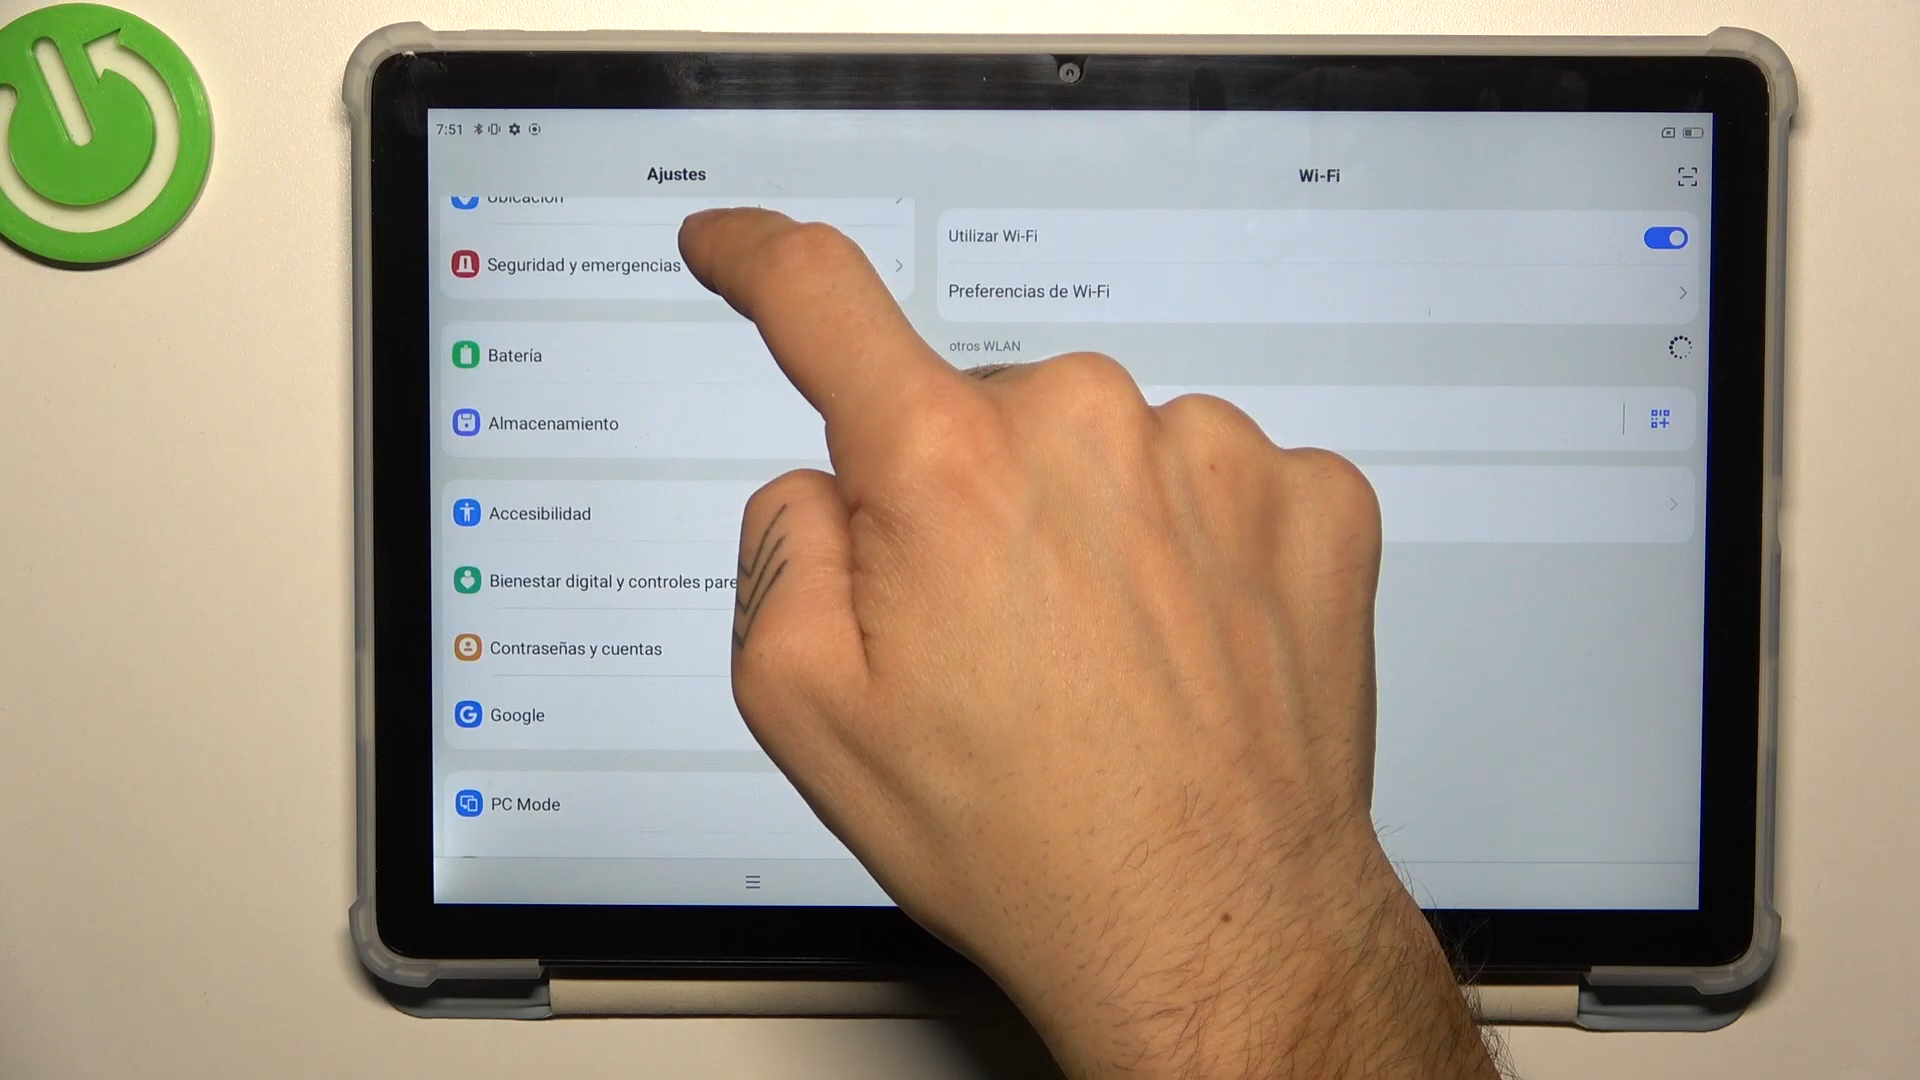 7:51
Ajustes
Wi-Fi
Ubicación
Seguridad y emergencias
Batería
Almacenamiento
Accesibilidad
Bienestar digital y controles pare
Contraseñas y cuentas
Google
PC Mode
Utilizar Wi-Fi
Preferencias de Wi-Fi
otros WLAN